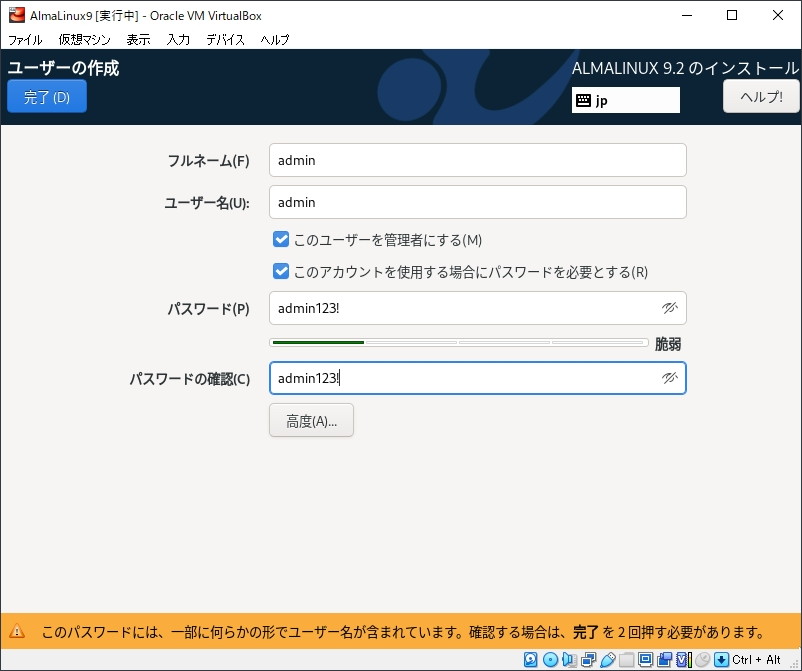 AlmaLinux9 [実行中] - Oracle VM VirtualBox
ファイル 仮想マシン 表示 入力 デバイス ヘルプ
ユーザーの作成
ALMALINUX 9.2 のインストール
完了 (D)
jp
ヘルプ!
フルネーム(F)
admin
ユーザー名(U):
admin
このユーザーを管理者にする(M)
このアカウントを使用する場合にパスワードを必要とする(R)
パスワード(P)
admin123!
脆弱
パスワードの確認(C)
admin123!
高度(A)...
このパスワードには、一部に何らかの形でユーザー名が含まれています。確認する場合は、完了 を 2 回押す必要があります。
Ctrl + Alt